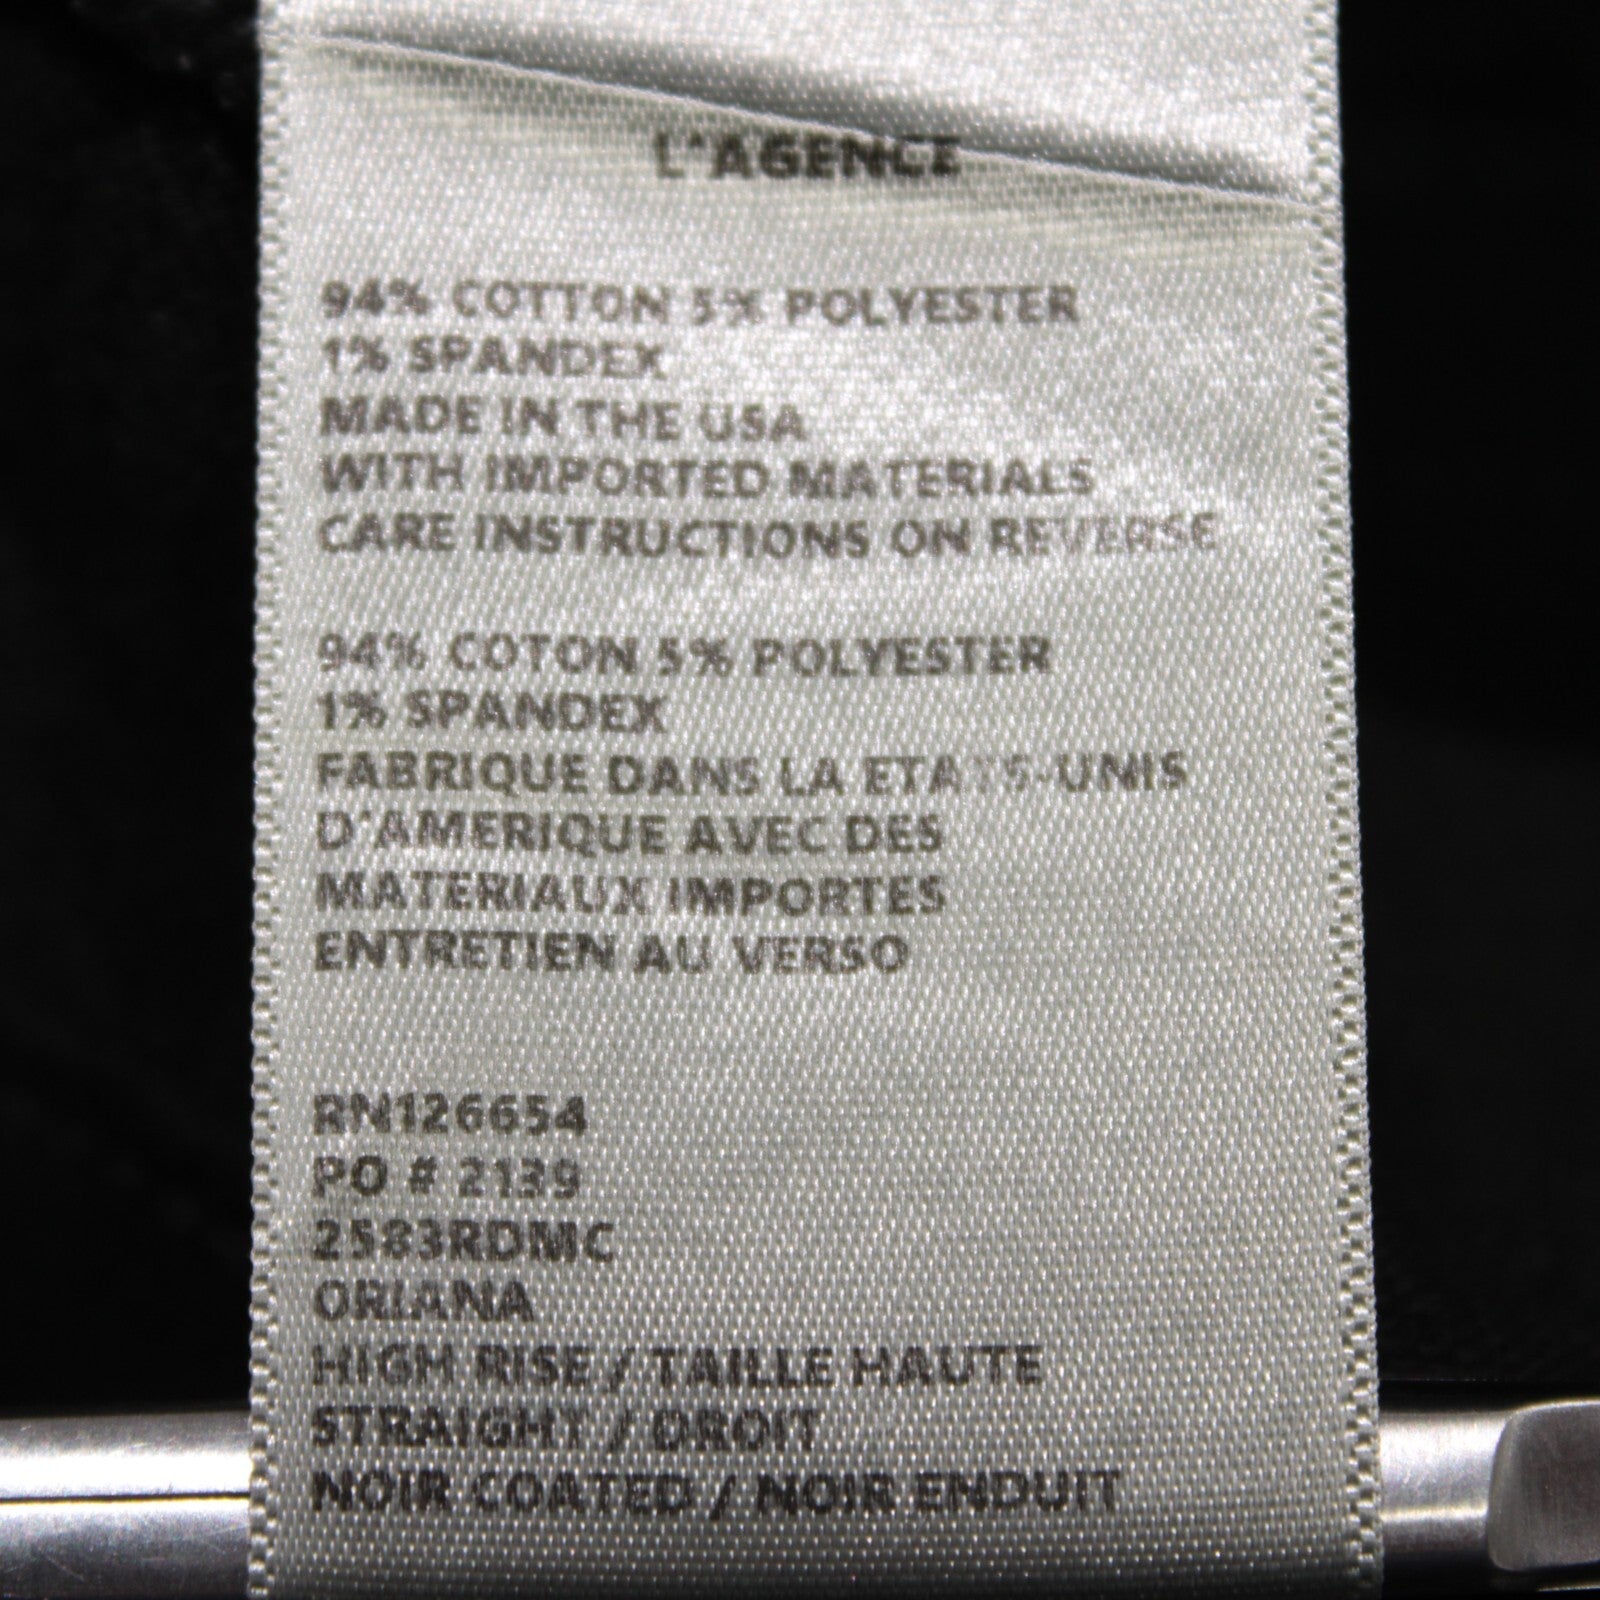 L'AGENCE
94% COTTON 5% POLYESTER
1% SPANDEX
MADE IN THE USA
WITH IMPORTED MATERIALS
CARE INSTRUCTIONS ON REVERSE
94% COTON 5% POLYESTER
1% SPANDEX
FABRIQUE DANS LA ETATS-UNIS
D'AMERIQUE AVEC DES
MATERIAUX IMPORTES
ENTRETIEN AU VERSO
RN126654
PO # 2139
2583RDMC
ORIANA
HIGH RISE / TAILLE HAUTE
STRAIGHT / DROIT
NOIR COATED / NOIR ENDUIT